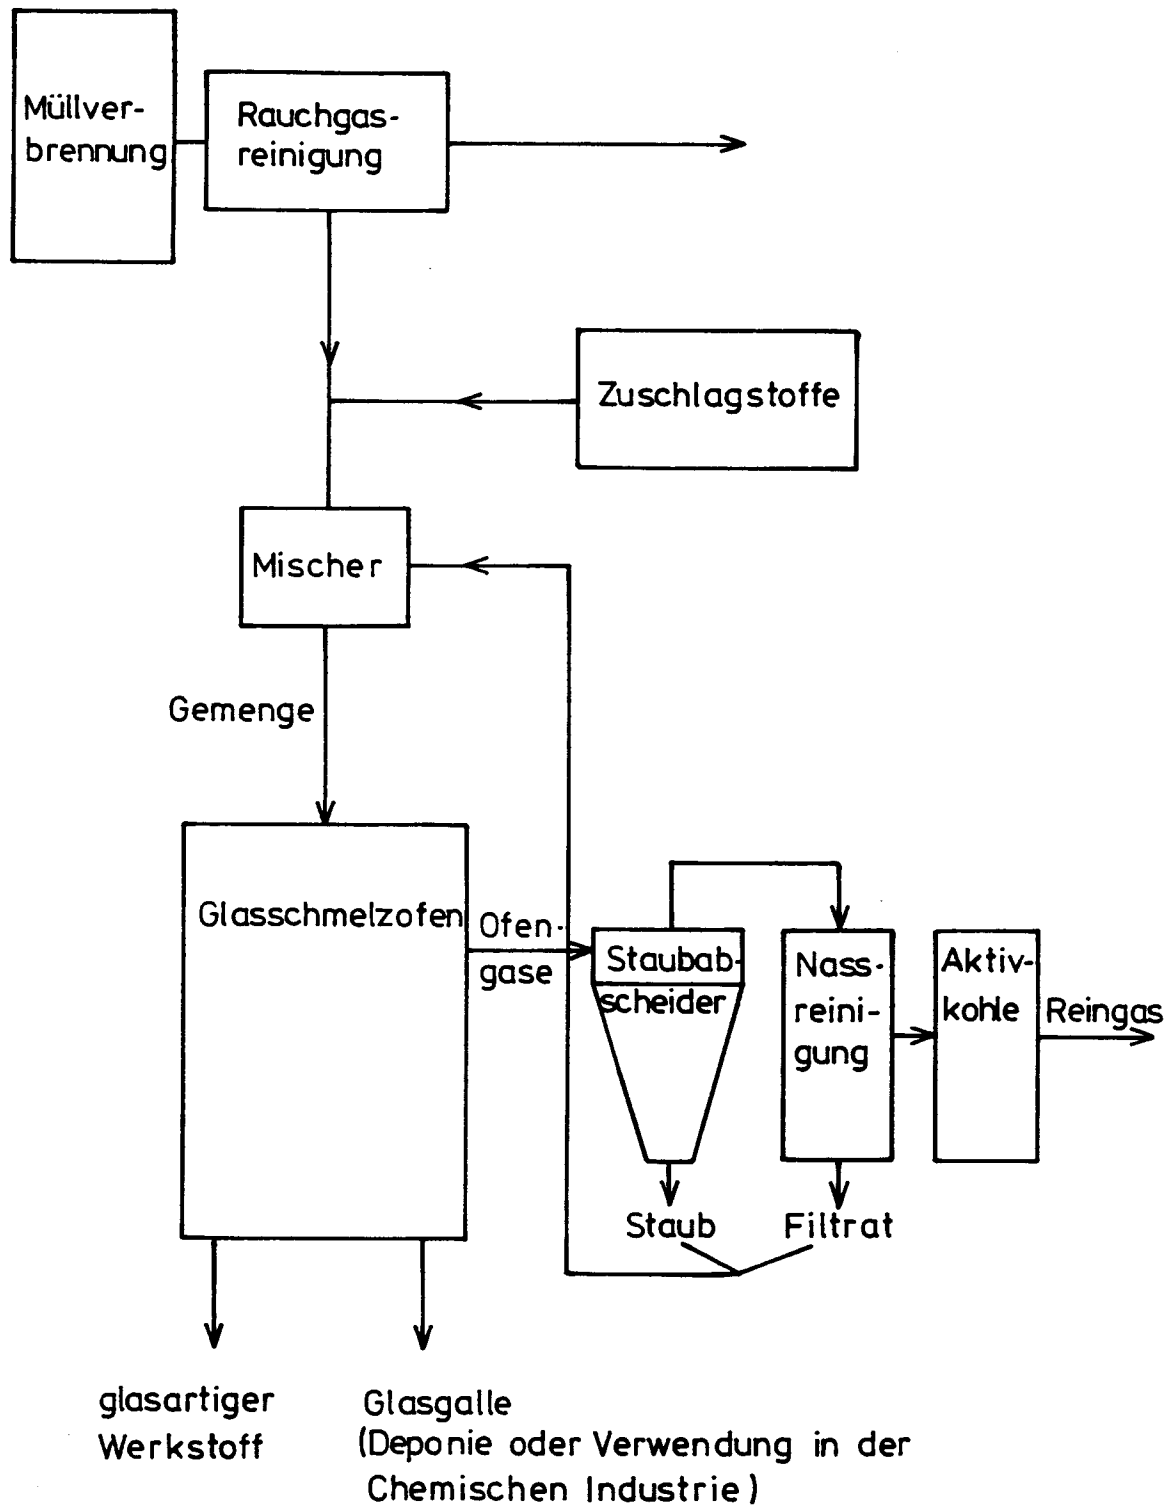 Müllver-
brennung
Rauchgas-
reinigung
Zuschlagstoffe
Mischer
Gemenge
Glasschmelzofen
Ofen-
gase
Staubab-
scheider
Nass-
reini-
gung
Aktiv-
kohle
Reingas
Staub
Filtrat
glasartiger
Werkstoff
Glasgalle
(Deponie oder Verwendung in der
Chemischen Industrie)